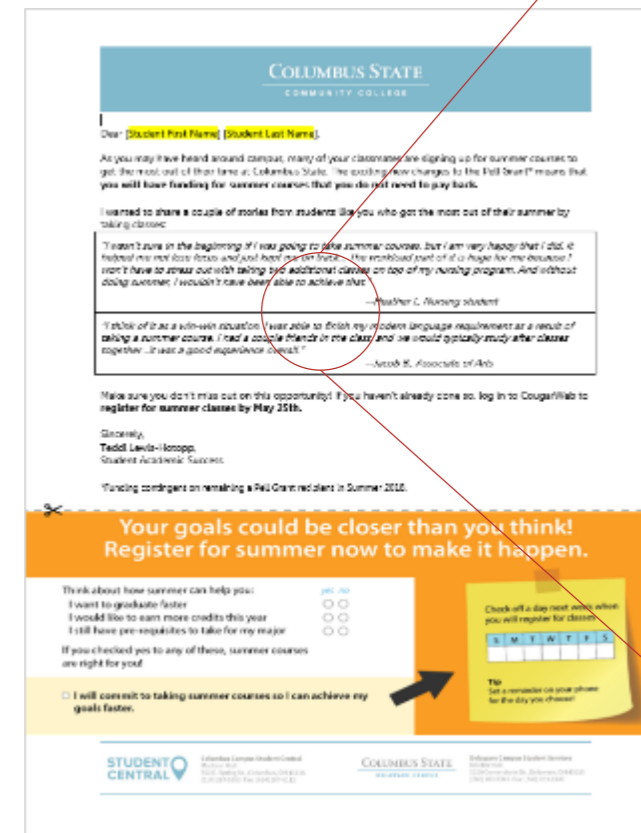 COLUMBUS STATE
COMMUNITY COLLEGE
Dear [Student First Name] [Student Last Name],
As you may have heard around campus, many of your classmates are signing up for summer courses to
get the most out of their time at Columbus State. The exciting new changes to the Pell Grant* means that
you will have funding for summer courses that you do not need to pay back.
I wanted to share a couple of stories from students like you who got the most out of their summer by
taking classes:
"I wasn't sure in the beginning if I was going to take summer courses, but I am very happy that I did. It
helped me not lose focus and just kept me on track... The workload part of it is huge for me because I
won't have to stress out with taking two additional classes on top of my nursing program. And without
doing summer, I wouldn't have been able to achieve that.
—Heather L. Nursing student
"I think of it as a win-win situation. I was able to finish my modern language requirement as a result of
taking a summer course. I had a couple friends in the class, and we would typically study after classes
together...it was a good experience overall."
—Jacob B. Associate of Arts
Make sure you don't miss out on this opportunity! If you haven't already done so, log in to CougarWeb to
register for summer classes by May 25th.
Sincerely,
Teddi Lewis-Hotopp,
Student Academic Success
*Funding contingent on remaining a Pell Grant recipient in Summer 2018.
Your goals could be closer than you think!
Register for summer now to make it happen.
Think about how summer can help you: yes no
I want to graduate faster
I would like to earn more credits this year
I still have pre-requisites to take for my major
If you checked yes to any of these, summer courses
are right for you!
I will commit to taking summer courses so I can achieve my
goals faster.
Check off a day next week when
you will register for classes
S M T W T F S
Tip
Set a reminder on your phone
for the day you choose!
STUDENT
CENTRAL
Columbus Campus Student Central
COLUMBUS STATE
DELAWARE CAMPUS
Delaware Campus Student Services